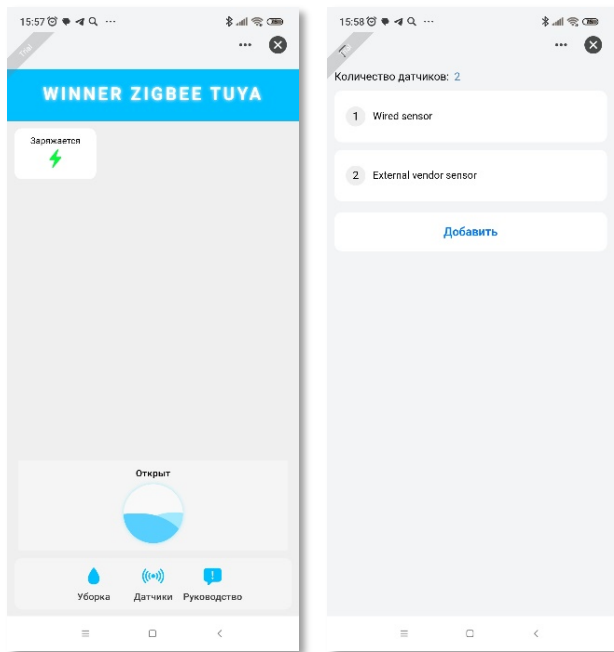 15:57
Trial
WINNER ZIGBEE TUYA
Заряжается
Открыт
Уборка Датчики Руководство
15:58
Количество датчиков: 2
1 Wired sensor
2 External vendor sensor
Добавить